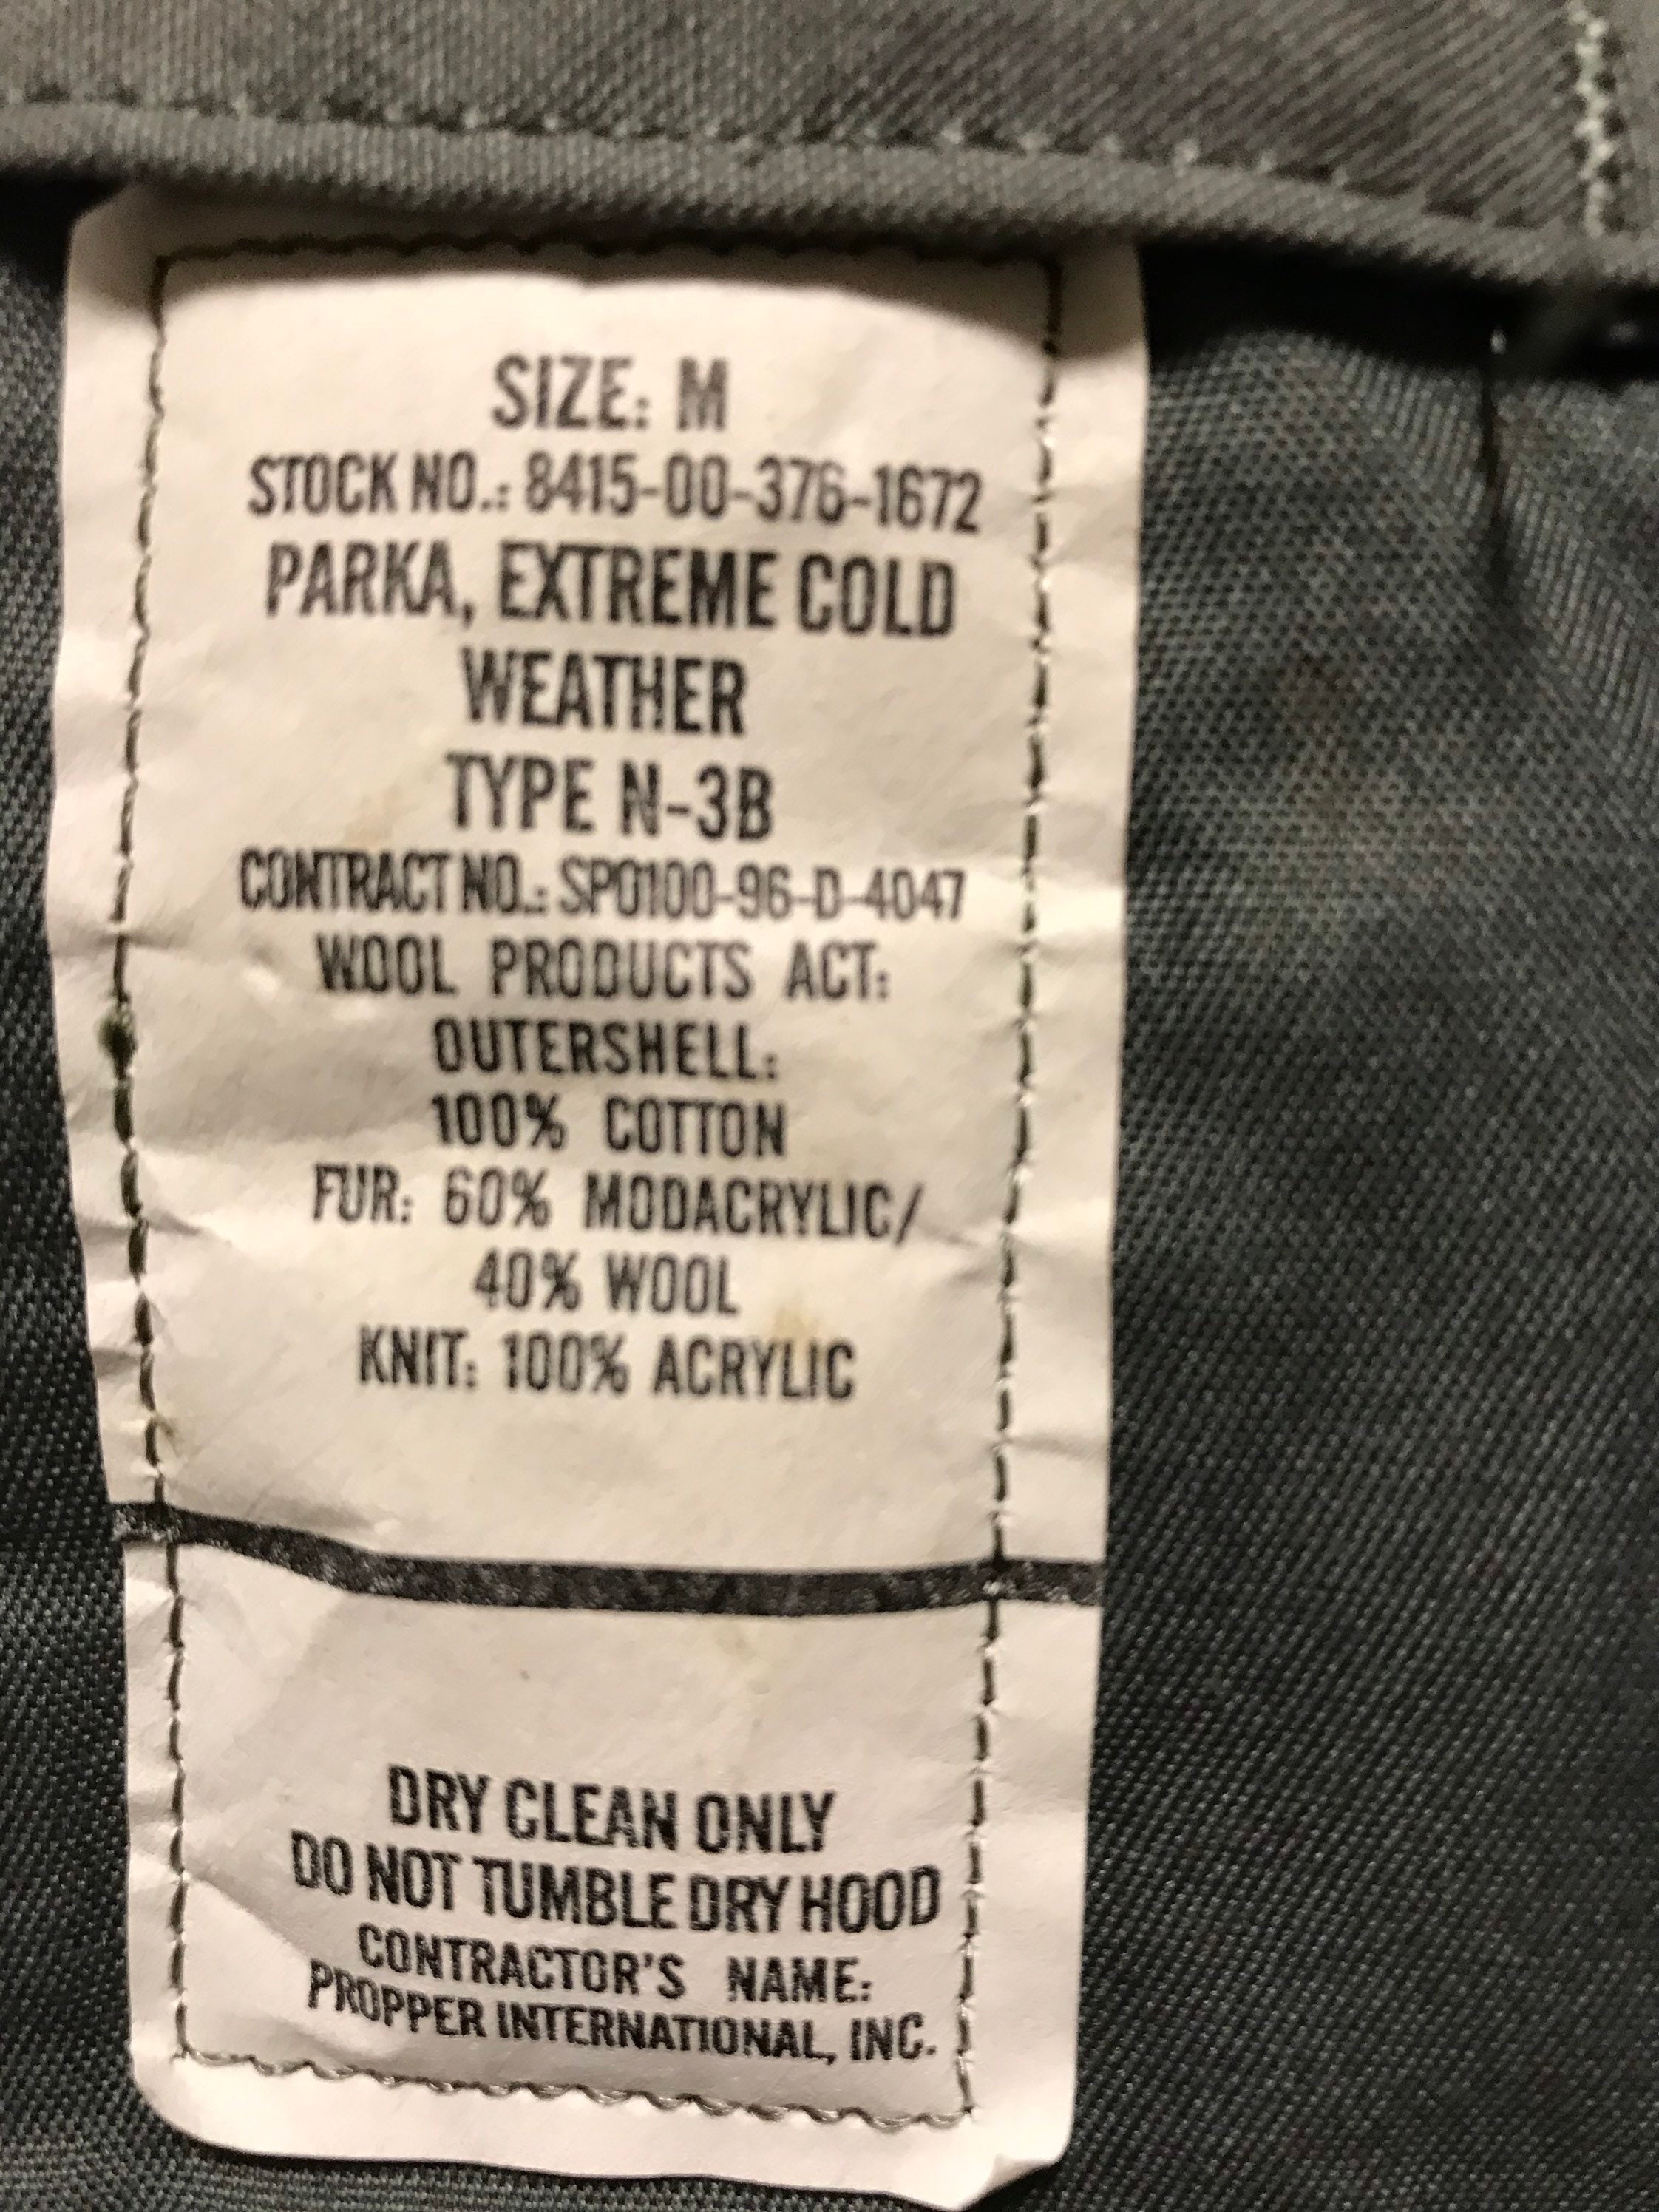 SIZE: M
STOCK NO.: 8415-00-376-1672
PARKA, EXTREME COLD
WEATHER
TYPE N-3B
CONTRACT NO.: SPO100-96-D-4047
WOOL PRODUCTS ACT:
OUTERSHELL:
100% COTTON
FUR: 60% MODACRYLIC/
40% WOOL
KNIT: 100% ACRYLIC
DRY CLEAN ONLY
DO NOT TUMBLE DRY HOOD
CONTRACTOR'S NAME:
PROPPER INTERNATIONAL, INC.